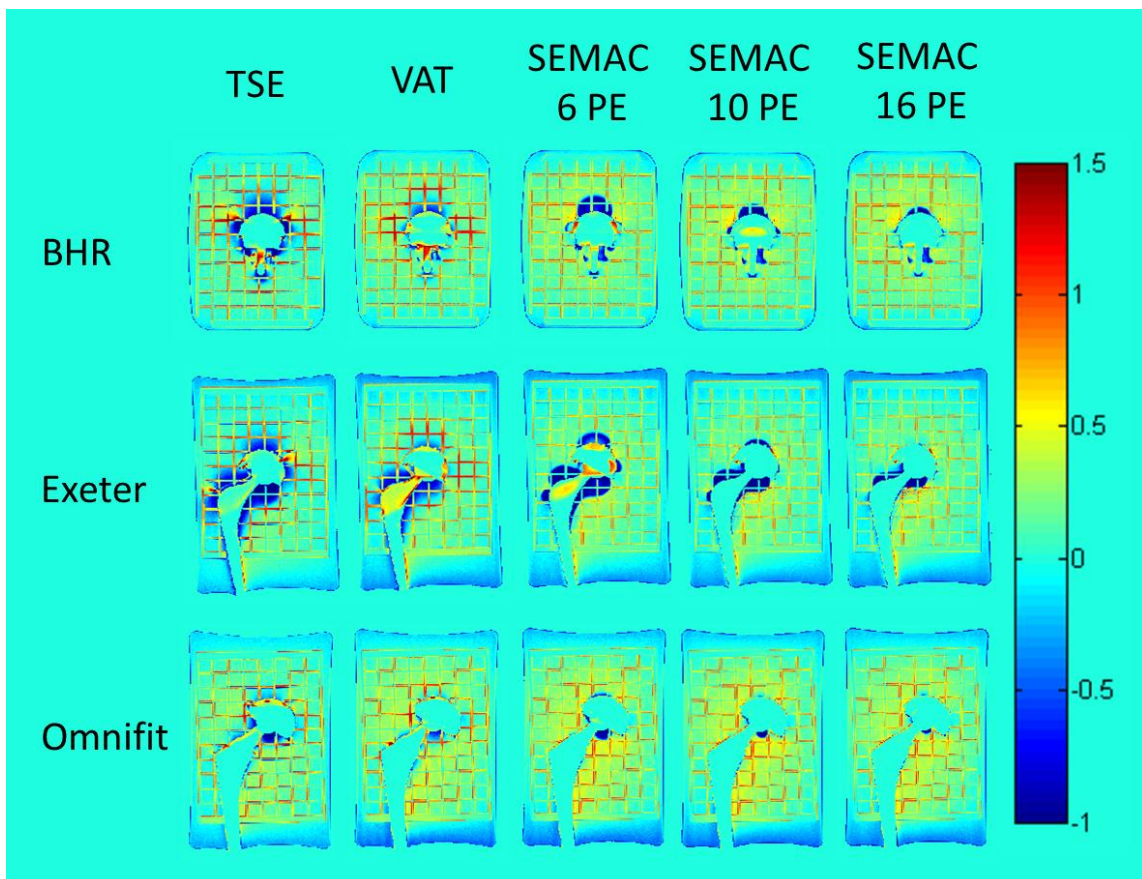 TSE
VAT
SEMAC
6 PE
SEMAC
10 PE
SEMAC
16 PE
BHR
Exeter
Omnifit
1.5
1
0.5
0
-0.5
-1